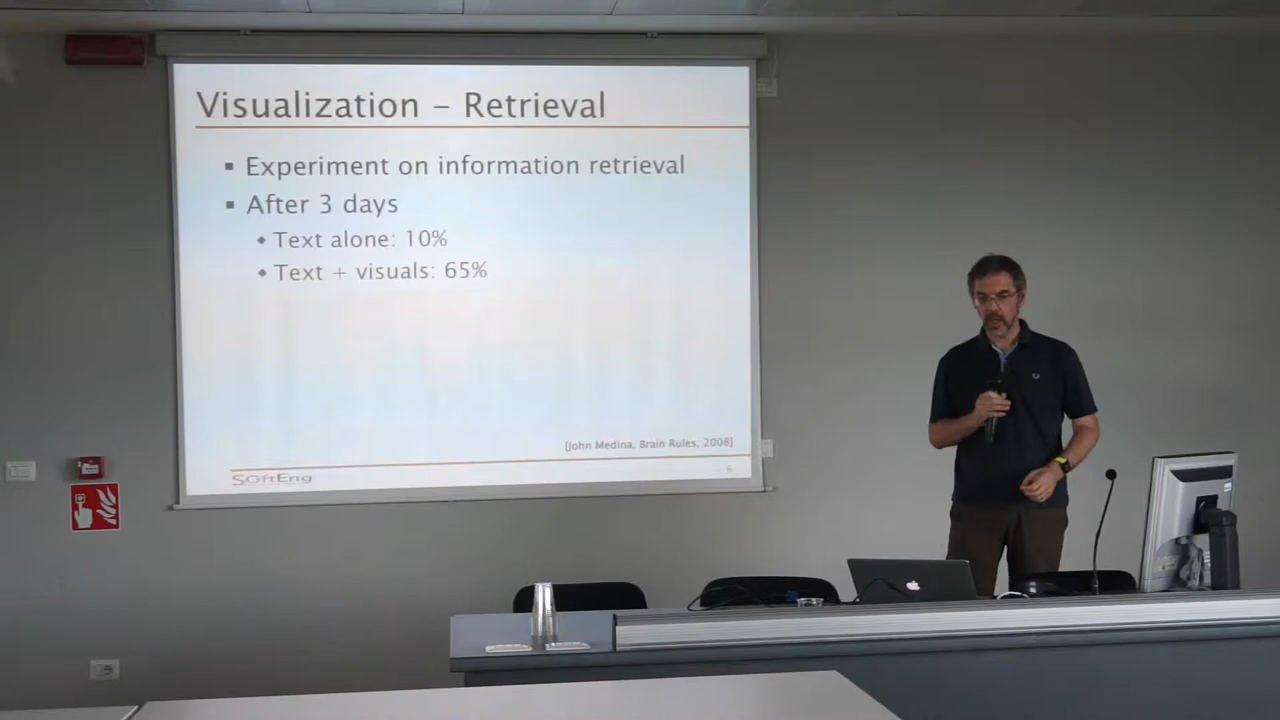 Visualization – Retrieval
▪ Experiment on information retrieval
▪ After 3 days
◆ Text alone: 10%
◆ Text + visuals: 65%
[John Medina, Brain Rules, 2008]
SOftEng
6